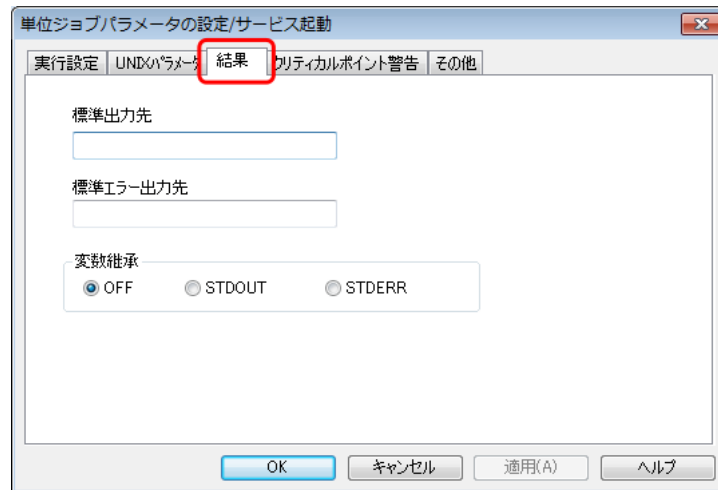 単位ジョブパラメータの設定/サービス起動
実行設定 UNIXパラメータ 結果 クリティカルポイント警告 その他
標準出力先
標準エラー出力先
変数継承
OFF STDOUT STDERR
OK キャンセル 適用(A) ヘルプ